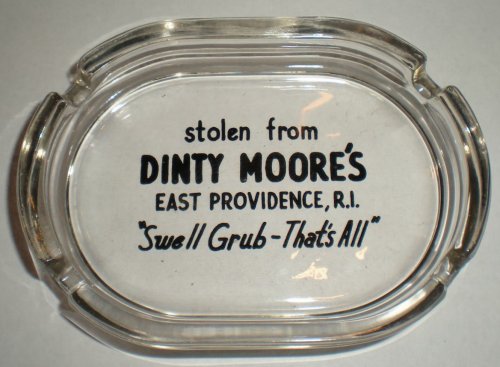 stolen from
DINTY MOORE'S
EAST PROVIDENCE, R.I.
"Swell Grub-That's All"